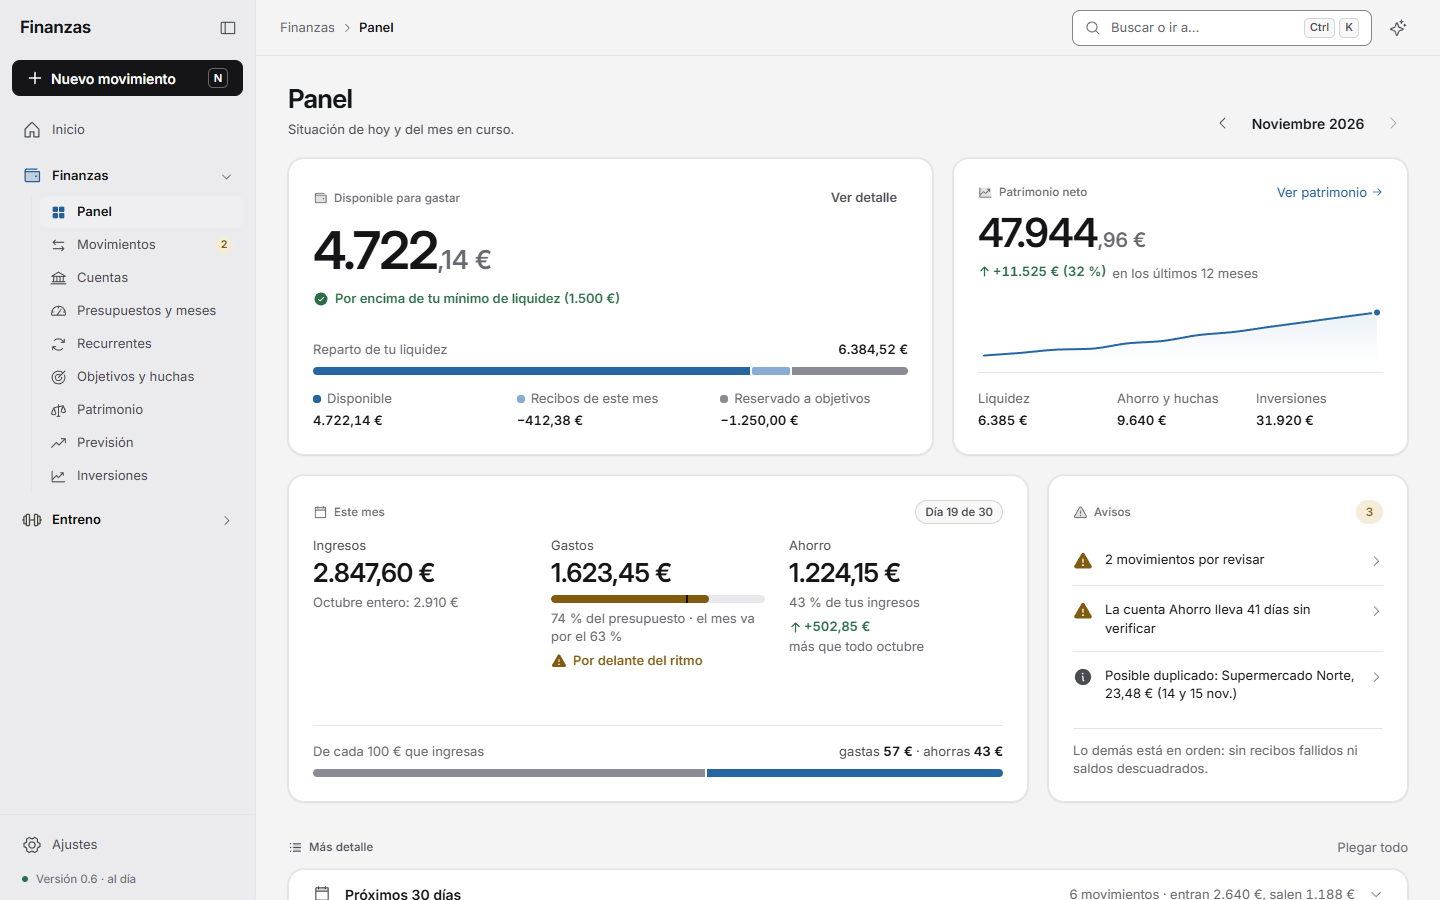 Finanzas
Nuevo movimiento N
Inicio
Finanzas
Panel
Movimientos 2
Cuentas
Presupuestos y meses
Recurrentes
Objetivos y huchas
Patrimonio
Previsión
Inversiones
Entreno
Ajustes
Versión 0.6 · al día
Finanzas > Panel
Buscar o ir a... Ctrl K
Panel
Situación de hoy y del mes en curso.
Noviembre 2026
Disponible para gastar
Ver detalle
4.722,14 €
Por encima de tu mínimo de liquidez (1.500 €)
Reparto de tu liquidez 6.384,52 €
Disponible Recibos de este mes Reservado a objetivos
4.722,14 € −412,38 € −1.250,00 €
Patrimonio neto
Ver patrimonio →
47.944,96 €
↑ +11.525 € (32 %) en los últimos 12 meses
Liquidez Ahorro y huchas Inversiones
6.385 € 9.640 € 31.920 €
Este mes
Día 19 de 30
Ingresos
2.847,60 €
Octubre entero: 2.910 €
Gastos
1.623,45 €
74 % del presupuesto · el mes va
por el 63 %
Por delante del ritmo
Ahorro
1.224,15 €
43 % de tus ingresos
↑ +502,85 €
más que todo octubre
De cada 100 € que ingresas gastas 57 € · ahorras 43 €
Avisos 3
2 movimientos por revisar
La cuenta Ahorro lleva 41 días sin
verificar
Posible duplicado: Supermercado Norte,
23,48 € (14 y 15 nov.)
Lo demás está en orden: sin recibos fallidos ni
saldos descuadrados.
Más detalle
Plegar todo
Próximos 30 días
6 movimientos · entran 2.640 €, salen 1.188 €